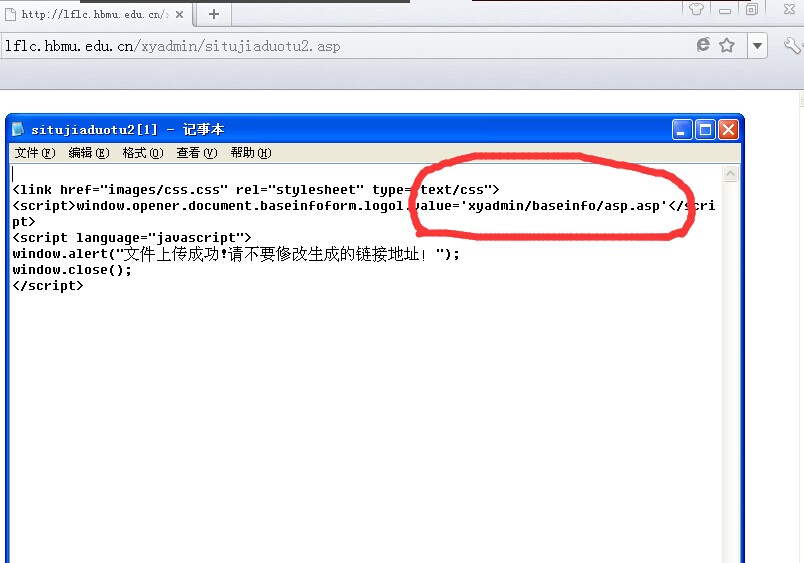 http://lflc.hbmu.edu.cn/
lflc.hbmu.edu.cn/xyadmin/situjiaduotu2.asp
situjiaduotu2[1] - 记事本
文件(F) 编辑(E) 格式(O) 查看(V) 帮助(H)
<link href="images/css.css" rel="stylesheet" type="text/css">
<script>window.opener.document.baseinfoform.logo1.value='xyadmin/baseinfo/asp.asp'</scri
pt>
<script language="javascript">
window.alert("文件上传成功!请不要修改生成的链接地址! ");
window.close();
</script>